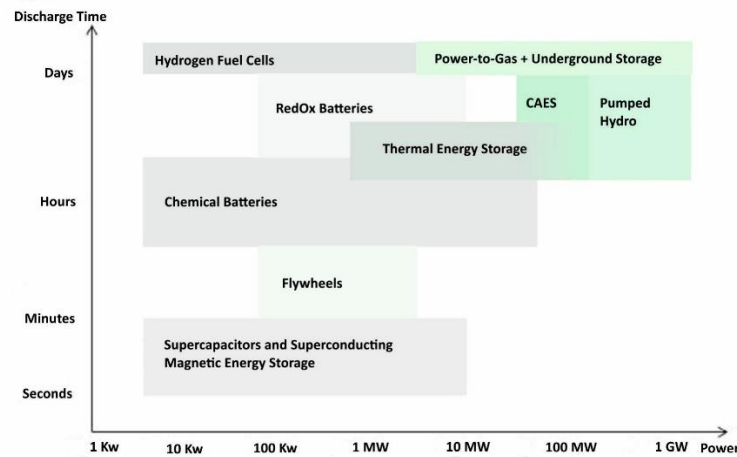 Discharge Time
Hydrogen Fuel Cells
Power-to-Gas + Underground Storage
Days
RedOx Batteries
CAES
Pumped
Hydro
Thermal Energy Storage
Hours
Chemical Batteries
Flywheels
Minutes
Supercapacitors and Superconducting
Magnetic Energy Storage
Seconds
1 Kw
10 Kw
100 Kw
1 MW
10 MW
100 MW
1 GW
Power